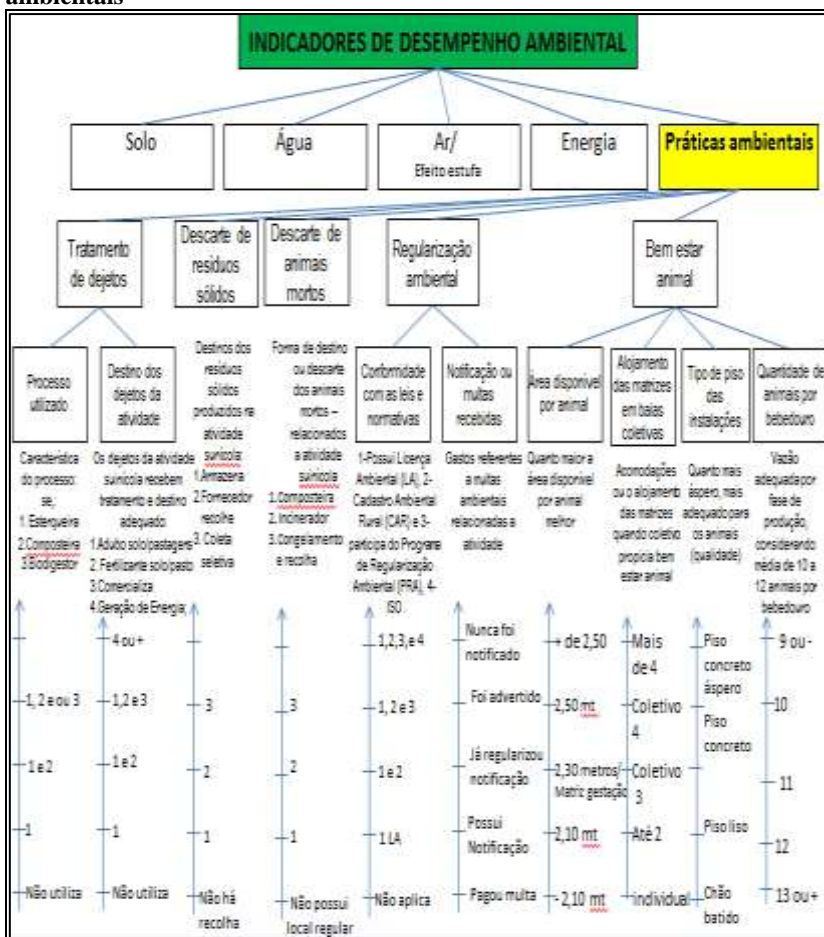 ambientais
INDICADORES DE DESEMPENHO AMBIENTAL
Solo
Água
Ar/
Efeito estufa
Energia
Práticas ambientais
Tratamento
de dejetos
Descarte de
resíduos
sólidos
Descarte de
animais
mortos
Regularização
ambiental
Bem estar
animal
Processo
utilizado
Destino dos
dejetos da
atividade
Destinos dos
resíduos
sólidos
produzidos na
atividade
sunícola:
1.Armazena
2.Fornecedor
recolhe
3. Coleta
seletiva
Forma de destino
ou descarte
dos animais
mortos –
relacionados
a atividade
suinícola
1.Composteira
2.Incinerador
3.Congelamento
e recolha
Conformidade
com as leis e
normativas
Notificação ou
multas
recebidas
Área disponível
por animal
Alojamento
das matrizes
em baias
coletivas
Tipo de piso
das
instalações
Quantidade de
animais por
bebedouro
Característica
do processo:
se,
1. Esterqueira
2.Composteira
3.Biodigestor
Os dejetos da atividade
suinícola recebem
tratamento e destino
adequado.
1.Adubo solo/pastagens
2. Fertilizante solo/pasto
3.Comercializa
4.Geração de Energia;
1-Possui Licença
Ambiental (LA), 2-
Cadastro Ambiental
Rural (CAR) e 3-
participa do Programa
de Regularização
Ambiental (PRA), 4-
ISO
Gastos referentes
a multas
ambientais
relacionadas a
atividade
Quanto maior a
área disponível
por animal
melhor
Acomodações
ou o alojamento
das matrizes
quando coletivo
propicia bem
estar animal
Quanto mais
áspero, mais
adequado para
os animais
(qualidade)
Vazão
adequada por
fase de
produção,
considerando
média de 10 a
12 animais por
bebedouro
1, 2 e ou 3
1 e 2
1
Não utiliza
4 ou +
1,2 e 3
1 e 2
1
Não utiliza
3
2
1
Não há
recolha
3
2
1
Não possui
local regular
1,2,3,e 4
1, 2 e 3
1 e 2
1 LA
Não aplica
Nunca foi
notificado
Foi advertido
Já regularizou
notificação
Possui
Notificação
Pagou multa
+ de 2,50
2,50 mt
2,30 metros/
Matriz gestação
2,10 mt
- 2,10 mt
Mais
de 4
Coletivo
4
Coletivo
3
Até 2
individual
Piso
concreto
áspero
Piso
concreto
Piso liso
Chão
batido
9 ou -
10
11
12
13 ou +